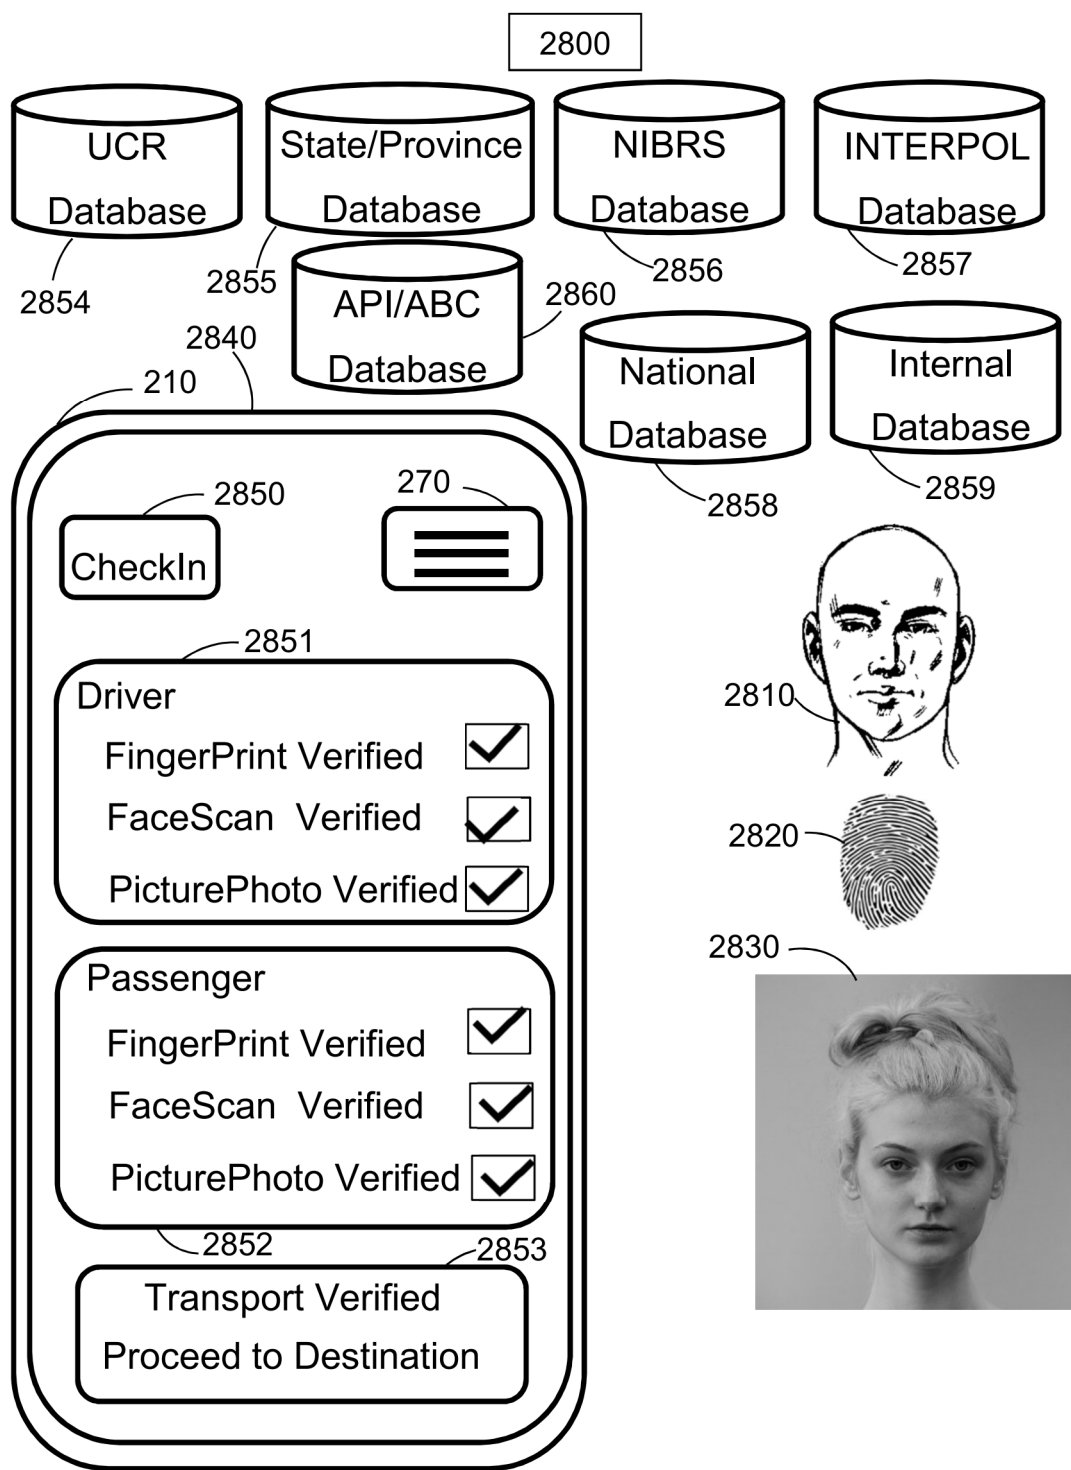 2800
UCR
Database
State/Province
Database
NIBRS
Database
INTERPOL
Database
2854
2855
2856
2857
API/ABC
Database
2860
National
Database
Internal
Database
2858
2859
2840
210
2850
270
CheckIn
2851
Driver
FingerPrint Verified
FaceScan Verified
PicturePhoto Verified
Passenger
FingerPrint Verified
FaceScan Verified
PicturePhoto Verified
2852
2853
Transport Verified
Proceed to Destination
2810
2820
2830